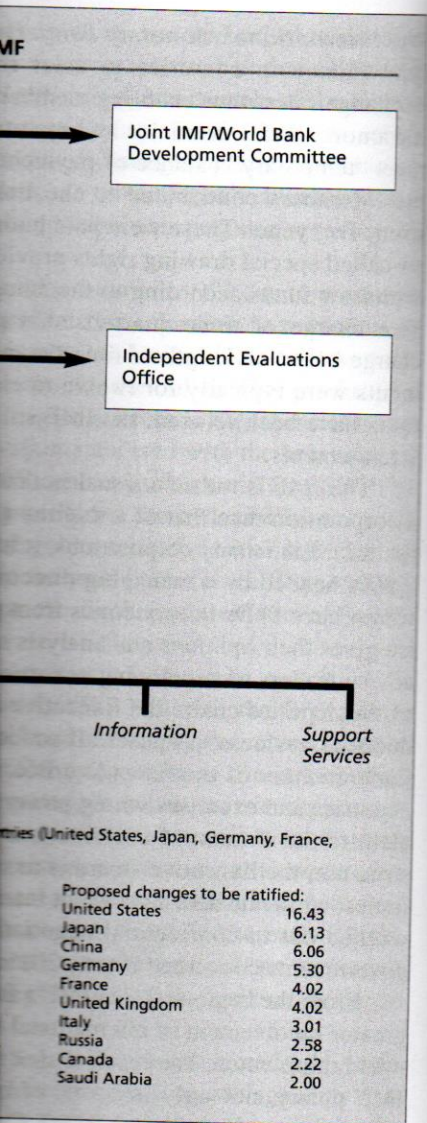 MF
Joint IMF/World Bank
Development Committee
Independent Evaluations
Office
Information
Support
Services
(United States, Japan, Germany, France,
Proposed changes to be ratified:
United States 16.43
Japan 6.13
China 6.06
Germany 5.30
France 4.02
United Kingdom 4.02
Italy 3.01
Russia 2.58
Canada 2.22
Saudi Arabia 2.00